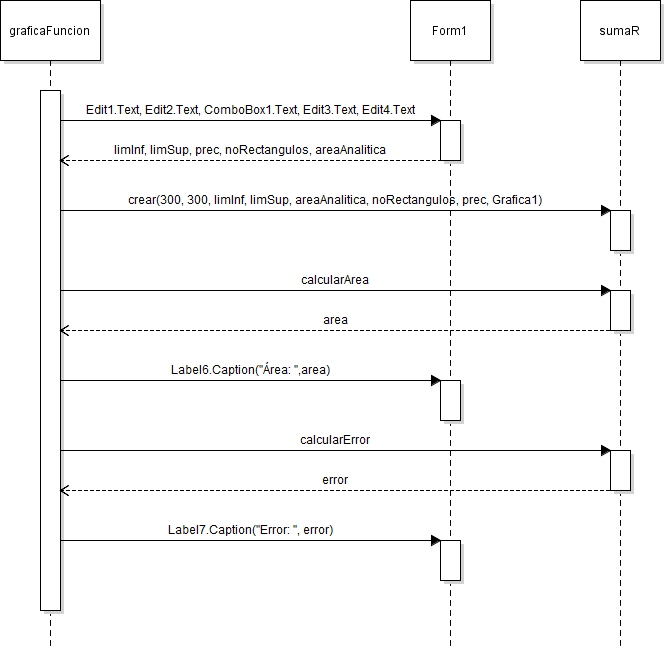 graficaFuncion
Form1
sumaR
Edit1.Text, Edit2.Text, ComboBox1.Text, Edit3.Text, Edit4.Text
limInf, limSup, prec, noRectangulos, areaAnalitica
crear(300, 300, limInf, limSup, areaAnalitica, noRectangulos, prec, Grafica1)
calcularArea
area
Label6.Caption("Área: ",area)
calcularError
error
Label7.Caption("Error: ", error)